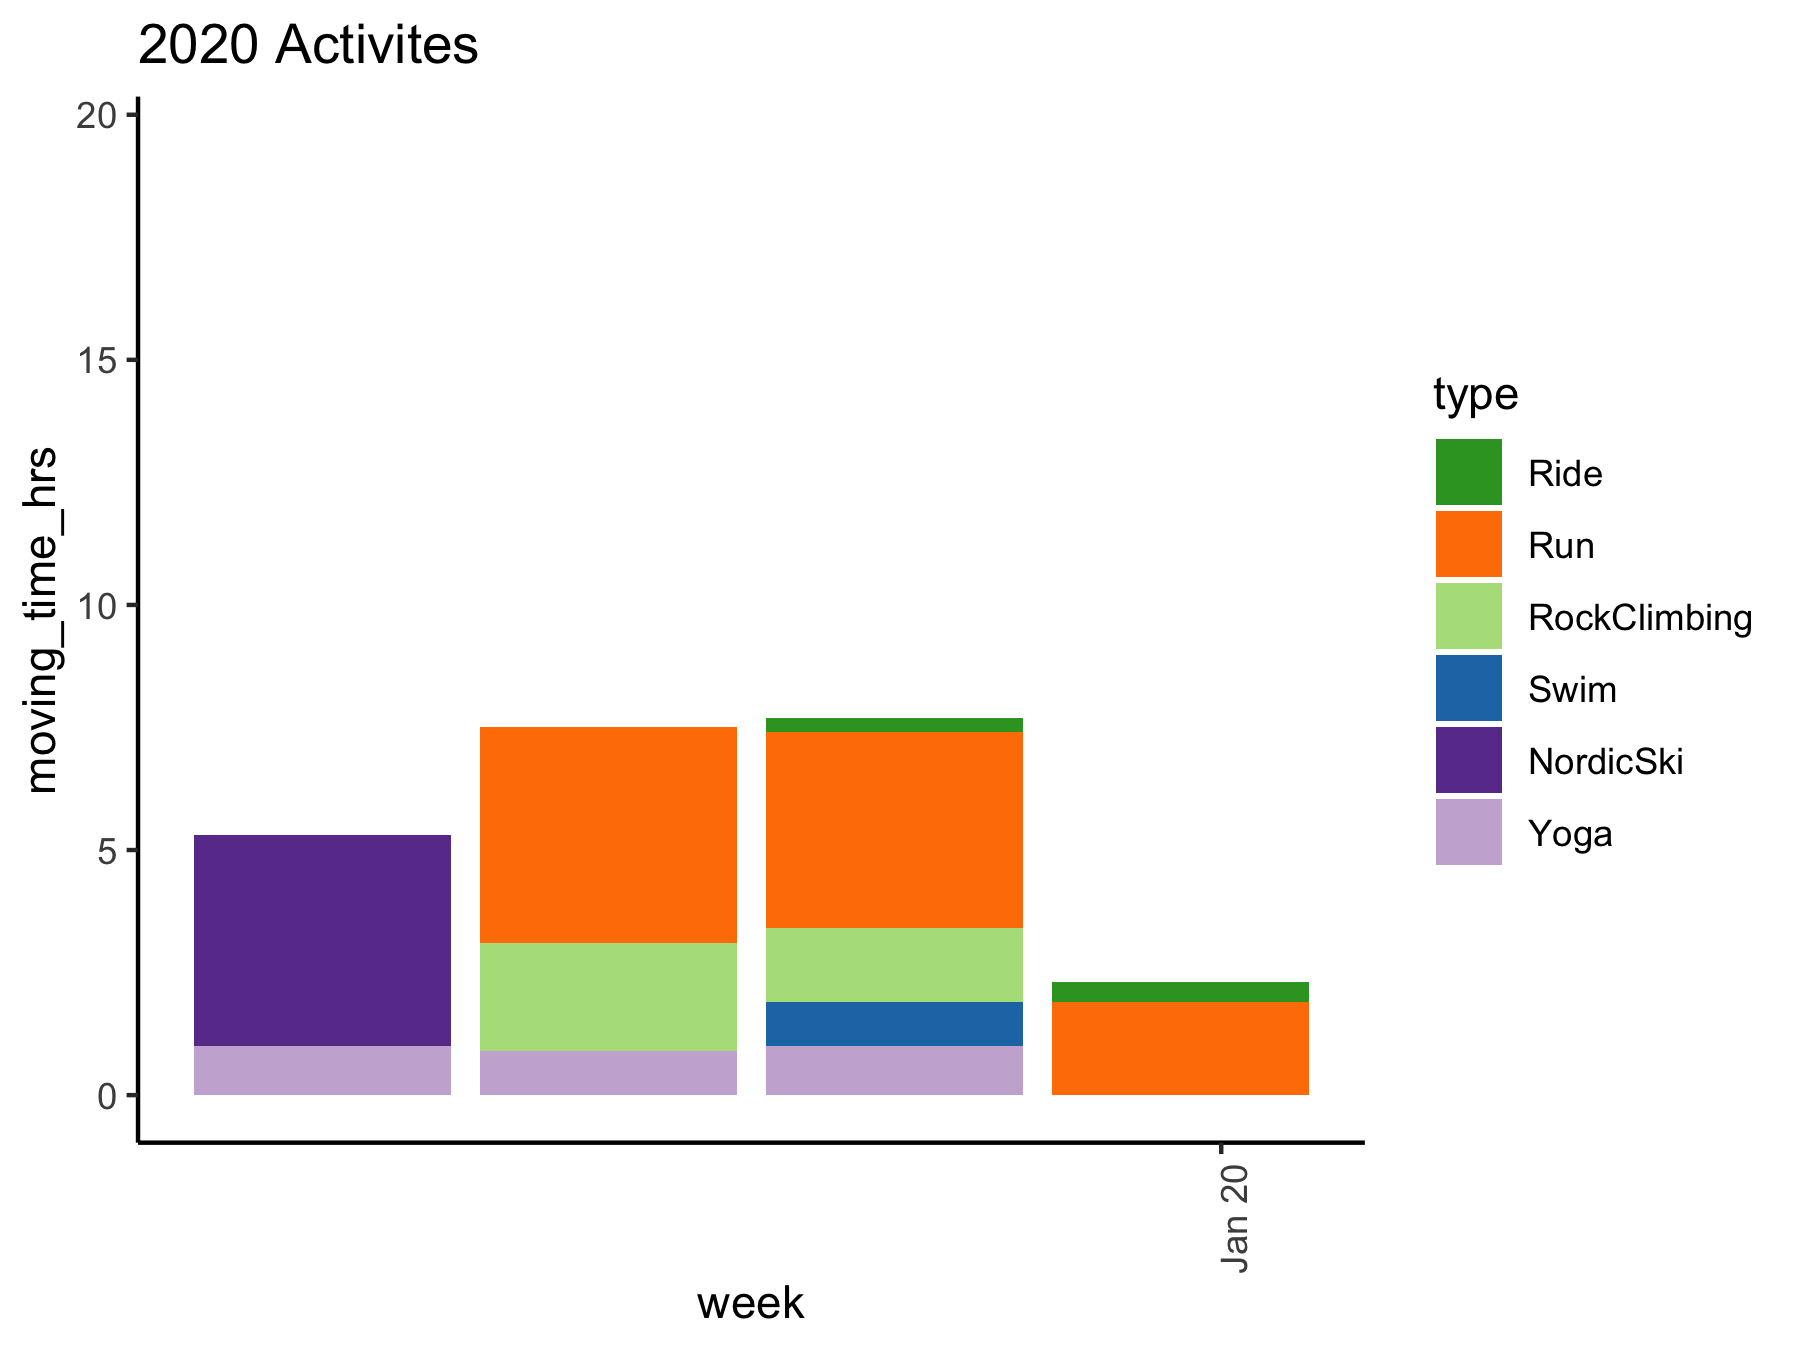 2020 Activites
20
15
10
5
0
moving_time_hrs
Jan 20
week
type
Ride
Run
RockClimbing
Swim
NordicSki
Yoga